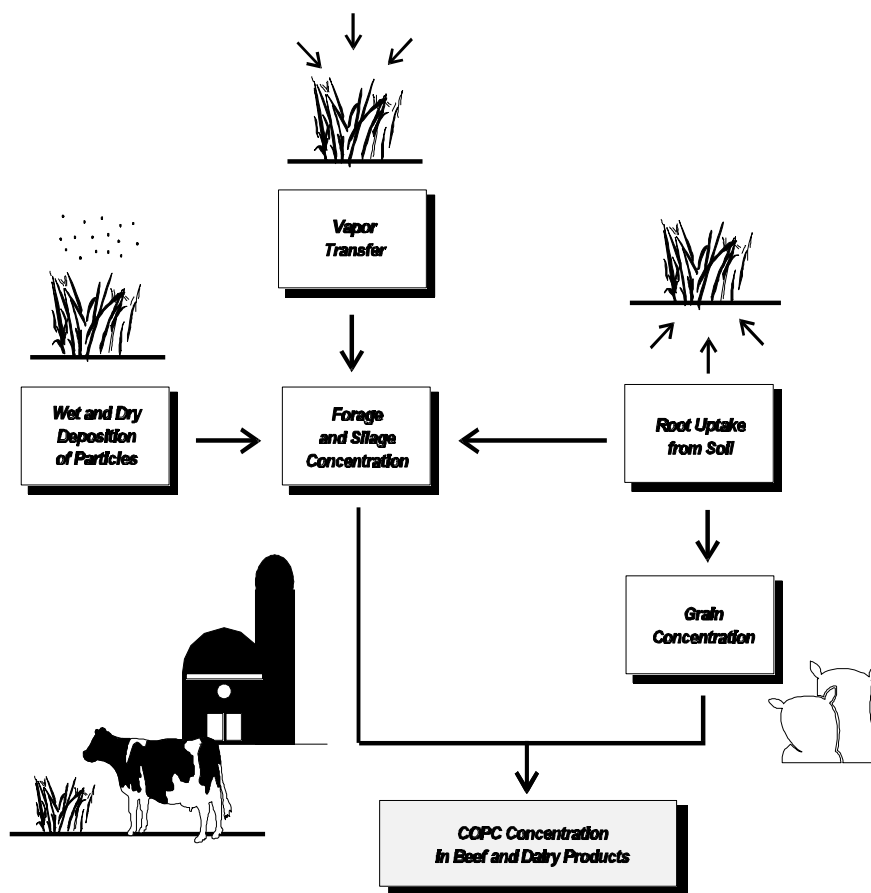 Vapor
Transfer
Wet and Dry
Deposition
of Particles
Forage
and Silage
Concentration
Root Uptake
from Soil
Grain
Concentration
COPC Concentration
in Beef and Dairy Products